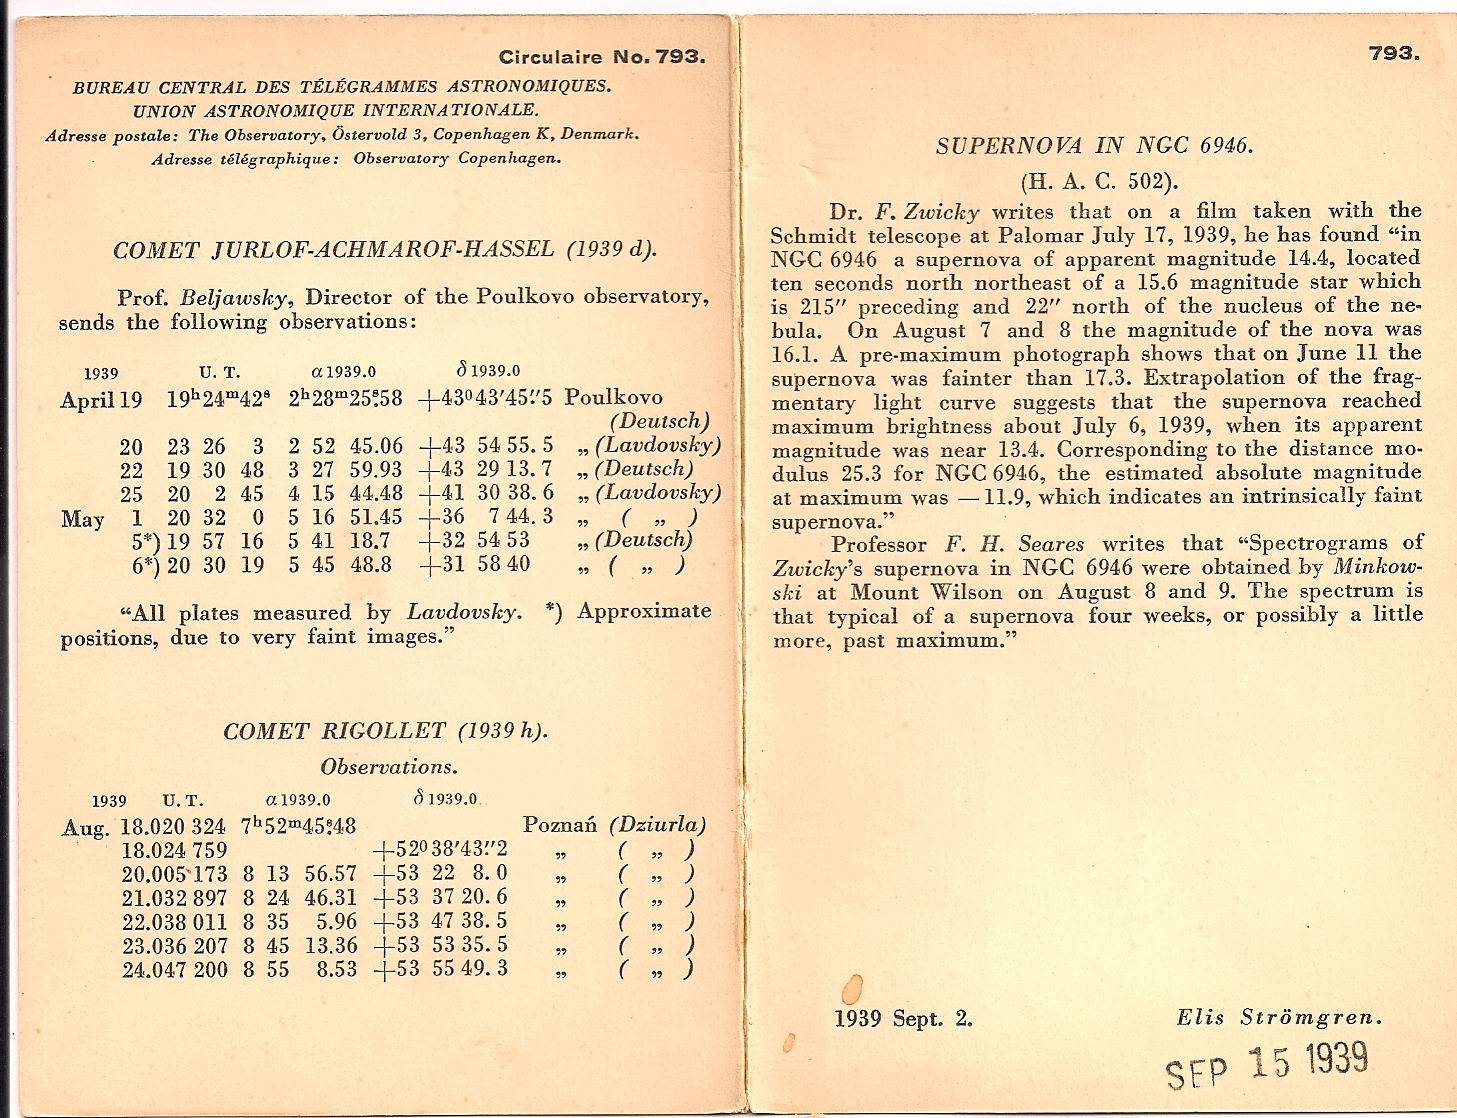 Circulaire No. 793.
BUREAU CENTRAL DES TÉLÉGRAMMES ASTRONOMIQUES.
UNION ASTRONOMIQUE INTERNATIONALE.
Adresse postale: The Observatory, Östervold 3, Copenhagen K, Denmark.
Adresse télégraphique: Observatory Copenhagen.
COMET JURLOF-ACHMAROF-HASSEL (1939 d).
Prof. Beljawsky, Director of the Poulkovo observatory,
sends the following observations:
1939 U. T. α 1939.0 δ 1939.0
April 19 19h24m42s 2h28m25s.58 +43°43′45″.5 Poulkovo
(Deutsch)
20 23 26 3 2 52 45.06 +43 54 55.5 „ (Lavdovsky)
22 19 30 48 3 27 59.93 +43 29 13.7 „ (Deutsch)
25 20 2 45 4 15 44.48 +41 30 38.6 „ (Lavdovsky)
May 1 20 32 0 5 16 51.45 +36 7 44.3 „ ( „ )
5*) 19 57 16 5 41 18.7 +32 54 53 „ (Deutsch)
6*) 20 30 19 5 45 48.8 +31 58 40 „ ( „ )
“All plates measured by Lavdovsky. *) Approximate
positions, due to very faint images.”
COMET RIGOLLET (1939 h).
Observations.
1939 U. T. α 1939.0 δ 1939.0
Aug. 18.020 324 7h52m45s.48 Poznań (Dziurla)
18.024 759 +52°38′43″.2 „ ( „ )
20.005 173 8 13 56.57 +53 22 8.0 „ ( „ )
21.032 897 8 24 46.31 +53 37 20.6 „ ( „ )
22.038 011 8 35 5.96 +53 47 38.5 „ ( „ )
23.036 207 8 45 13.36 +53 53 35.5 „ ( „ )
24.047 200 8 55 8.53 +53 55 49.3 „ ( „ )
793.
SUPERNOVA IN NGC 6946.
(H. A. C. 502).
Dr. F. Zwicky writes that on a film taken with the
Schmidt telescope at Palomar July 17, 1939, he has found “in
NGC 6946 a supernova of apparent magnitude 14.4, located
ten seconds north northeast of a 15.6 magnitude star which
is 215″ preceding and 22″ north of the nucleus of the ne-
bula. On August 7 and 8 the magnitude of the nova was
16.1. A pre-maximum photograph shows that on June 11 the
supernova was fainter than 17.3. Extrapolation of the frag-
mentary light curve suggests that the supernova reached
maximum brightness about July 6, 1939, when its apparent
magnitude was near 13.4. Corresponding to the distance mo-
dulus 25.3 for NGC 6946, the estimated absolute magnitude
at maximum was —11.9, which indicates an intrinsically faint
supernova.”
Professor F. H. Seares writes that “Spectrograms of
Zwicky's supernova in NGC 6946 were obtained by Minkow-
ski at Mount Wilson on August 8 and 9. The spectrum is
that typical of a supernova four weeks, or possibly a little
more, past maximum.”
1939 Sept. 2. Elis Strömgren.
SEP 15 1939